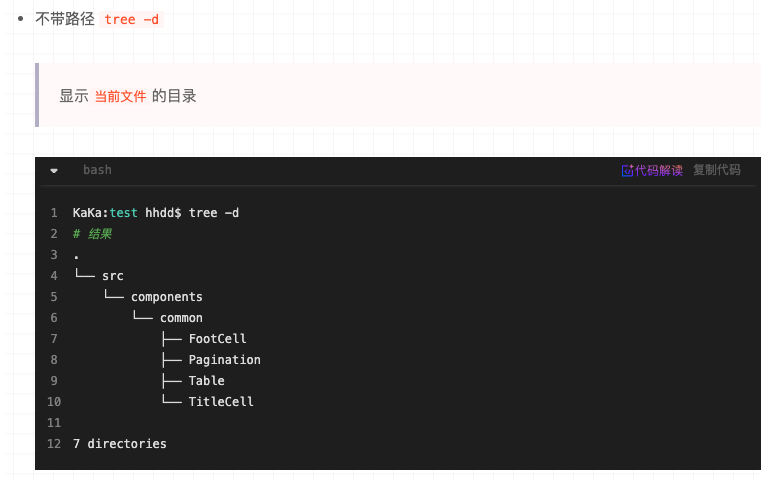 不带路径 tree -d
显示 当前文件 的目录
bash 代码解读 复制代码
1 KaKa:test hhdd$ tree -d
2 # 结果
3 .
4 └── src
5     └── components
6         └── common
7             ├── FootCell
8             ├── Pagination
9             ├── Table
10             └── TitleCell
11
12 7 directories